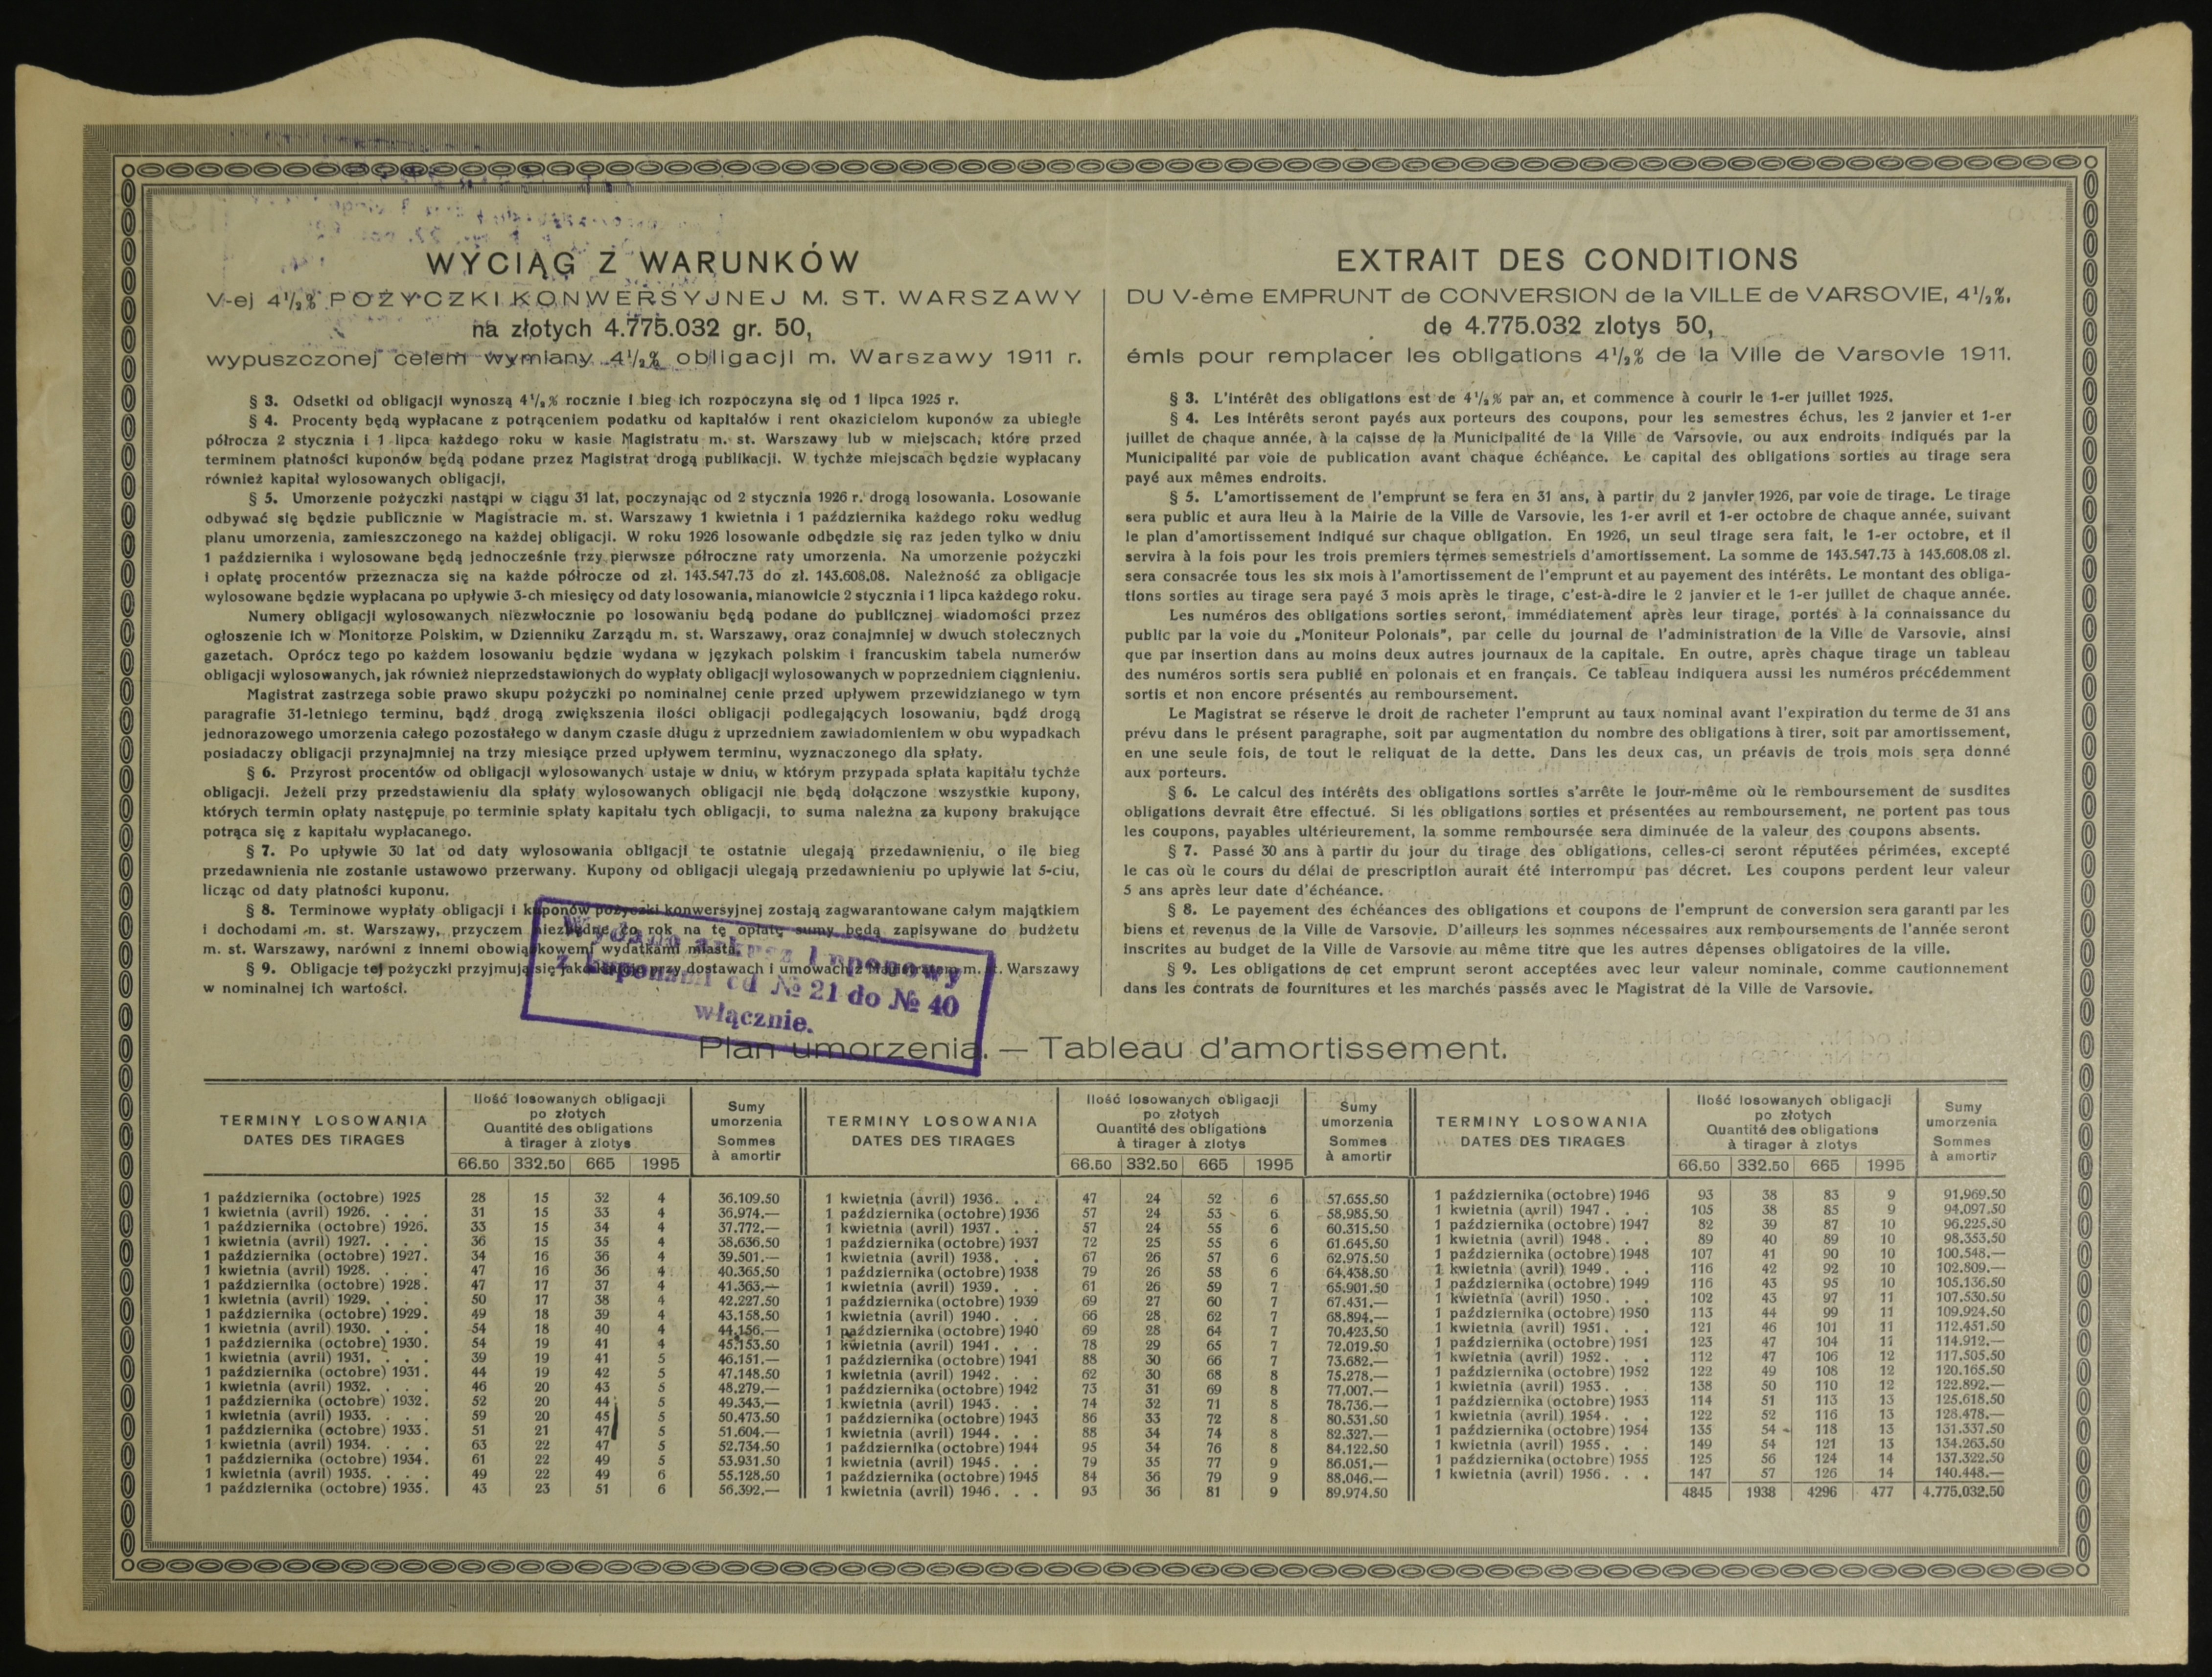 WYCIĄG Z WARUNKÓW
V-ej 4½% POŻYCZKI KONWERSYJNEJ M. ST. WARSZAWY
na złotych 4.775.032 gr. 50,
wypuszczonej celem wymiany 4½% obligacji m. Warszawy 1911 r.
§ 3. Odsetki od obligacji wynoszą 4½% rocznie i bieg ich rozpoczyna się od 1 lipca 1925 r.
§ 4. Procenty będą wypłacane z potrąceniem podatku od kapitałów i rent okazicielom kuponów za ubiegłe
półrocza 2 stycznia i 1 lipca każdego roku w kasie Magistratu m. st. Warszawy lub w miejscach, które przed
terminem płatności kuponów będą podane przez Magistrat drogą publikacji. W tychże miejscach będzie wypłacany
również kapitał wylosowanych obligacji.
§ 5. Umorzenie pożyczki nastąpi w ciągu 31 lat, poczynając od 2 stycznia 1926 r. drogą losowania. Losowanie
odbywać się będzie publicznie w Magistracie m. st. Warszawy 1 kwietnia i 1 października każdego roku według
planu umorzenia, zamieszczonego na każdej obligacji. W roku 1926 losowanie odbędzie się raz jeden tylko w dniu
1 października i wylosowane będą jednocześnie trzy pierwsze półroczne raty umorzenia. Na umorzenie pożyczki
i opłatę procentów przeznacza się na każde półrocze od zł. 143.547.73 do zł. 143.608.08. Należność za obligacje
wylosowane będzie wypłacana po upływie 3-ch miesięcy od daty losowania, mianowicie 2 stycznia i 1 lipca każdego roku.
Numery obligacji wylosowanych niezwłocznie po losowaniu będą podane do publicznej wiadomości przez
ogłoszenie ich w Monitorze Polskim, w Dzienniku Zarządu m. st. Warszawy, oraz conajmniej w dwuch stołecznych
gazetach. Oprócz tego po każdem losowaniu będzie wydana w językach polskim i francuskim tabela numerów
obligacji wylosowanych, jak również nieprzedstawionych do wypłaty obligacji wylosowanych w poprzedniem ciągnieniu.
Magistrat zastrzega sobie prawo skupu pożyczki po nominalnej cenie przed upływem przewidzianego w tym
paragrafie 31-letniego terminu, bądź drogą zwiększenia ilości obligacji podlegających losowaniu, bądź drogą
jednorazowego umorzenia całego pozostałego w danym czasie długu z uprzedniem zawiadomieniem w obu wypadkach
posiadaczy obligacji przynajmniej na trzy miesiące przed upływem terminu, wyznaczonego dla spłaty.
§ 6. Przyrost procentów od obligacji wylosowanych ustaje w dniu, w którym przypada spłata kapitału tychże
obligacji. Jeżeli przy przedstawieniu dla spłaty wylosowanych obligacji nie będą dołączone wszystkie kupony,
których termin opłaty następuje po terminie spłaty kapitału tych obligacji, to suma należna za kupony brakujące
potrąca się z kapitału wypłacanego.
§ 7. Po upływie 30 lat od daty wylosowania obligacji te ostatnie ulegają przedawnieniu, o ile bieg
przedawnienia nie zostanie ustawowo przerwany. Kupony od obligacji ulegają przedawnieniu po upływie lat 5-ciu,
licząc od daty płatności kuponu.
§ 8. Terminowe wypłaty obligacji i kuponów pożyczki konwersyjnej zostają zagwarantowane całym majątkiem
i dochodami m. st. Warszawy, przyczem niezbędne co rok na tę opłatę sumy będą zapisywane do budżetu
m. st. Warszawy, narówni z innemi obowiązkowemi wydatkami miasta.
§ 9. Obligacje tej pożyczki przyjmują się jako kaucje przy dostawach i umowach z Magistratem m. st. Warszawy
w nominalnej ich wartości.
Wydano arkusz kuponowy
z kuponami od № 21 do № 40
włącznie.
EXTRAIT DES CONDITIONS
DU V-ème EMPRUNT de CONVERSION de la VILLE de VARSOVIE, 4½%,
de 4.775.032 zlotys 50,
émis pour remplacer les obligations 4½% de la Ville de Varsovie 1911.
§ 3. L'intérêt des obligations est de 4½% par an, et commence à courir le 1-er juillet 1925.
§ 4. Les intérêts seront payés aux porteurs des coupons, pour les semestres échus, les 2 janvier et 1-er
juillet de chaque année, à la caisse de la Municipalité de la Ville de Varsovie, ou aux endroits indiqués par la
Municipalité par voie de publication avant chaque échéance. Le capital des obligations sorties au tirage sera
payé aux mêmes endroits.
§ 5. L'amortissement de l'emprunt se fera en 31 ans, à partir du 2 janvier 1926, par voie de tirage. Le tirage
sera public et aura lieu à la Mairie de la Ville de Varsovie, les 1-er avril et 1-er octobre de chaque année, suivant
le plan d'amortissement indiqué sur chaque obligation. En 1926, un seul tirage sera fait, le 1-er octobre, et il
servira à la fois pour les trois premiers termes semestriels d'amortissement. La somme de 143.547.73 à 143.608.08 zl.
sera consacrée tous les six mois à l'amortissement de l'emprunt et au payement des intérêts. Le montant des obliga-
tions sorties au tirage sera payé 3 mois après le tirage, c'est-à-dire le 2 janvier et le 1-er juillet de chaque année.
Les numéros des obligations sorties seront, immédiatement après leur tirage, portés à la connaissance du
public par la voie du „Moniteur Polonais", par celle du journal de l'administration de la Ville de Varsovie, ainsi
que par insertion dans au moins deux autres journaux de la capitale. En outre, après chaque tirage un tableau
des numéros sortis sera publié en polonais et en français. Ce tableau indiquera aussi les numéros précédemment
sortis et non encore présentés au remboursement.
Le Magistrat se réserve le droit de racheter l'emprunt au taux nominal avant l'expiration du terme de 31 ans
prévu dans le présent paragraphe, soit par augmentation du nombre des obligations à tirer, soit par amortissement,
en une seule fois, de tout le reliquat de la dette. Dans les deux cas, un préavis de trois mois sera donné
aux porteurs.
§ 6. Le calcul des intérêts des obligations sorties s'arrête le jour-même où le remboursement de susdites
obligations devrait être effectué. Si les obligations sorties et présentées au remboursement, ne portent pas tous
les coupons, payables ultérieurement, la somme remboursée sera diminuée de la valeur des coupons absents.
§ 7. Passé 30 ans à partir du jour du tirage des obligations, celles-ci seront réputées périmées, excepté
le cas où le cours du délai de prescription aurait été interrompu pas décret. Les coupons perdent leur valeur
5 ans après leur date d'échéance.
§ 8. Le payement des échéances des obligations et coupons de l'emprunt de conversion sera garanti par les
biens et revenus de la Ville de Varsovie. D'ailleurs les sommes nécessaires aux remboursements de l'année seront
inscrites au budget de la Ville de Varsovie au même titre que les autres dépenses obligatoires de la ville.
§ 9. Les obligations de cet emprunt seront acceptées avec leur valeur nominale, comme cautionnement
dans les contrats de fournitures et les marchés passés avec le Magistrat de la Ville de Varsovie.
Plan umorzenia. — Tableau d'amortissement.
TERMINY LOSOWANIA
DATES DES TIRAGES
Ilość losowanych obligacji
po złotych
Quantité des obligations
à tirager à zlotys
66.50 332.50 665 1995
Sumy
umorzenia
Sommes
à amortir
1 października (octobre) 1925 28 15 32 4 36.109.50
1 kwietnia (avril) 1926. . . . 31 15 33 4 36.974.—
1 października (octobre) 1926. 33 15 34 4 37.772.—
1 kwietnia (avril) 1927. . . . 36 15 35 4 38.636.50
1 października (octobre) 1927. 34 16 36 4 39.501.—
1 kwietnia (avril) 1928. . . . 47 16 36 4 40.365.50
1 października (octobre) 1928. 47 17 37 4 41.363.—
1 kwietnia (avril) 1929. . . . 50 17 38 4 42.227.50
1 października (octobre) 1929. 49 18 39 4 43.158.50
1 kwietnia (avril) 1930. . . . 54 18 40 4 44.156.—
1 października (octobre) 1930. 54 19 41 4 45.153.50
1 kwietnia (avril) 1931. . . . 39 19 41 5 46.151.—
1 października (octobre) 1931. 44 19 42 5 47.148.50
1 kwietnia (avril) 1932. . . . 46 20 43 5 48.279.—
1 października (octobre) 1932. 52 20 44 5 49.343.—
1 kwietnia (avril) 1933. . . . 59 20 45 5 50.473.50
1 października (octobre) 1933. 51 21 47 5 51.604.—
1 kwietnia (avril) 1934. . . . 63 22 47 5 52.734.50
1 października (octobre) 1934. 61 22 49 5 53.931.50
1 kwietnia (avril) 1935. . . . 49 22 49 6 55.128.50
1 października (octobre) 1935. 43 23 51 6 56.392.—
TERMINY LOSOWANIA
DATES DES TIRAGES
Ilość losowanych obligacji
po złotych
Quantité des obligations
à tirager à zlotys
66.50 332.50 665 1995
Sumy
umorzenia
Sommes
à amortir
1 kwietnia (avril) 1936. . . 47 24 52 6 57.655.50
1 października (octobre) 1936 57 24 53 6 58.985.50
1 kwietnia (avril) 1937. . . 57 24 55 6 60.315.50
1 października (octobre) 1937 72 25 55 6 61.645.50
1 kwietnia (avril) 1938. . . 67 26 57 6 62.975.50
1 października (octobre) 1938 79 26 58 6 64.438.50
1 kwietnia (avril) 1939. . . 61 26 59 7 65.901.50
1 października (octobre) 1939 69 27 60 7 67.431.—
1 kwietnia (avril) 1940. . . 66 28 62 7 68.894.—
1 października (octobre) 1940 69 28 64 7 70.423.50
1 kwietnia (avril) 1941. . . 78 29 65 7 72.019.50
1 października (octobre) 1941 88 30 66 7 73.682.—
1 kwietnia (avril) 1942. . . 62 30 68 8 75.278.—
1 października (octobre) 1942 73 31 69 8 77.007.—
1 kwietnia (avril) 1943. . . 74 32 71 8 78.736.—
1 października (octobre) 1943 86 33 72 8 80.531.50
1 kwietnia (avril) 1944. . . 88 34 74 8 82.327.—
1 października (octobre) 1944 95 34 76 8 84.122.50
1 kwietnia (avril) 1945. . . 79 35 77 9 86.051.—
1 października (octobre) 1945 84 36 79 9 88.046.—
1 kwietnia (avril) 1946. . . 93 36 81 9 89.974.50
TERMINY LOSOWANIA
DATES DES TIRAGES
Ilość losowanych obligacji
po złotych
Quantité des obligations
à tirager à zlotys
66.50 332.50 665 1995
Sumy
umorzenia
Sommes
à amortir
1 października (octobre) 1946 93 38 83 9 91.969.50
1 kwietnia (avril) 1947 . . . 105 38 85 9 94.097.50
1 października (octobre) 1947 82 39 87 10 96.225.50
1 kwietnia (avril) 1948. . . 89 40 89 10 98.353.50
1 października (octobre) 1948 107 41 90 10 100.548.—
1 kwietnia (avril) 1949. . . 116 42 92 10 102.809.—
1 października (octobre) 1949 116 43 95 10 105.136.50
1 kwietnia (avril) 1950. . . 102 43 97 11 107.530.50
1 października (octobre) 1950 113 44 99 11 109.924.50
1 kwietnia (avril) 1951. . . 121 46 101 11 112.451.50
1 października (octobre) 1951 123 47 104 11 114.912.—
1 kwietnia (avril) 1952. . . 112 47 106 12 117.505.50
1 października (octobre) 1952 122 49 108 12 120.165.50
1 kwietnia (avril) 1953. . . 138 50 110 12 122.892.—
1 października (octobre) 1953 114 51 113 13 125.618.50
1 kwietnia (avril) 1954. . . 122 52 116 13 128.478.—
1 października (octobre) 1954 135 54 118 13 131.337.50
1 kwietnia (avril) 1955. . . 149 54 121 13 134.263.50
1 października (octobre) 1955 125 56 124 14 137.322.50
1 kwietnia (avril) 1956. . . 147 57 126 14 140.448.—
4845 1938 4296 477 4.775.032.50